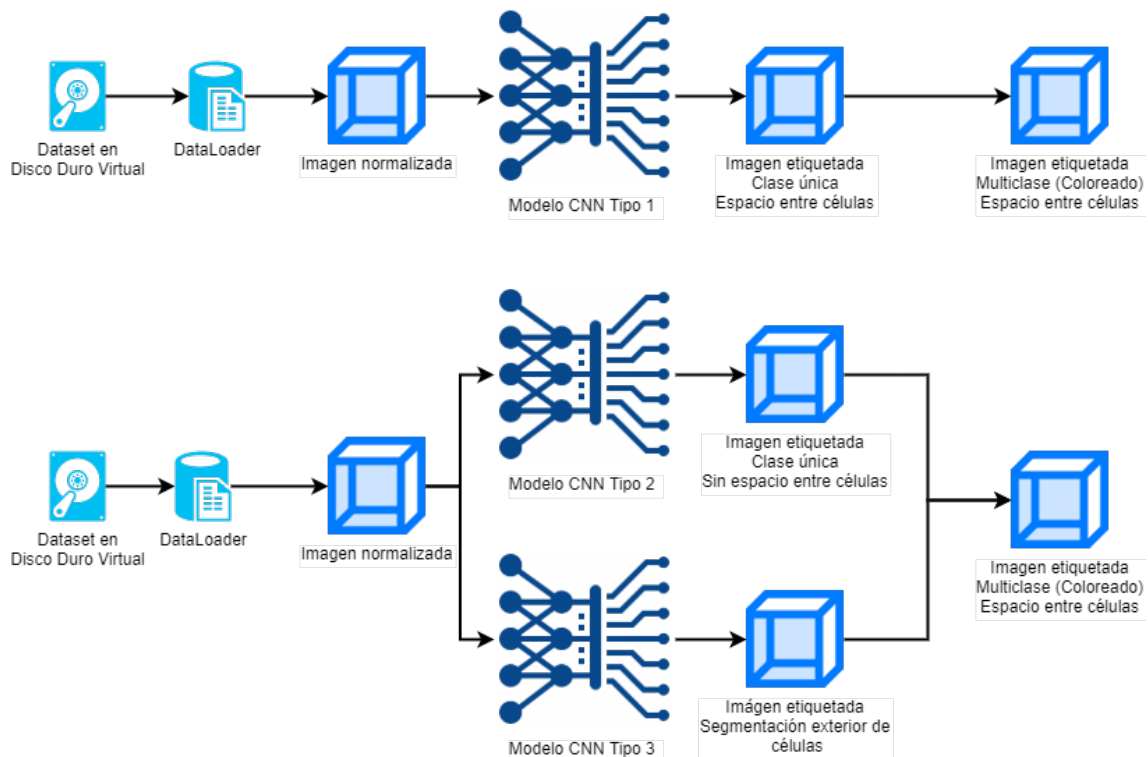 Dataset en
Disco Duro Virtual
DataLoader
Imagen normalizada
Modelo CNN Tipo 1
Imagen etiquetada
Clase única
Espacio entre células
Imagen etiquetada
Multiclase (Coloreado)
Espacio entre células
Dataset en
Disco Duro Virtual
DataLoader
Imagen normalizada
Modelo CNN Tipo 2
Imagen etiquetada
Clase única
Sin espacio entre células
Modelo CNN Tipo 3
Imágen etiquetada
Segmentación exterior de
células
Imagen etiquetada
Multiclase (Coloreado)
Espacio entre células